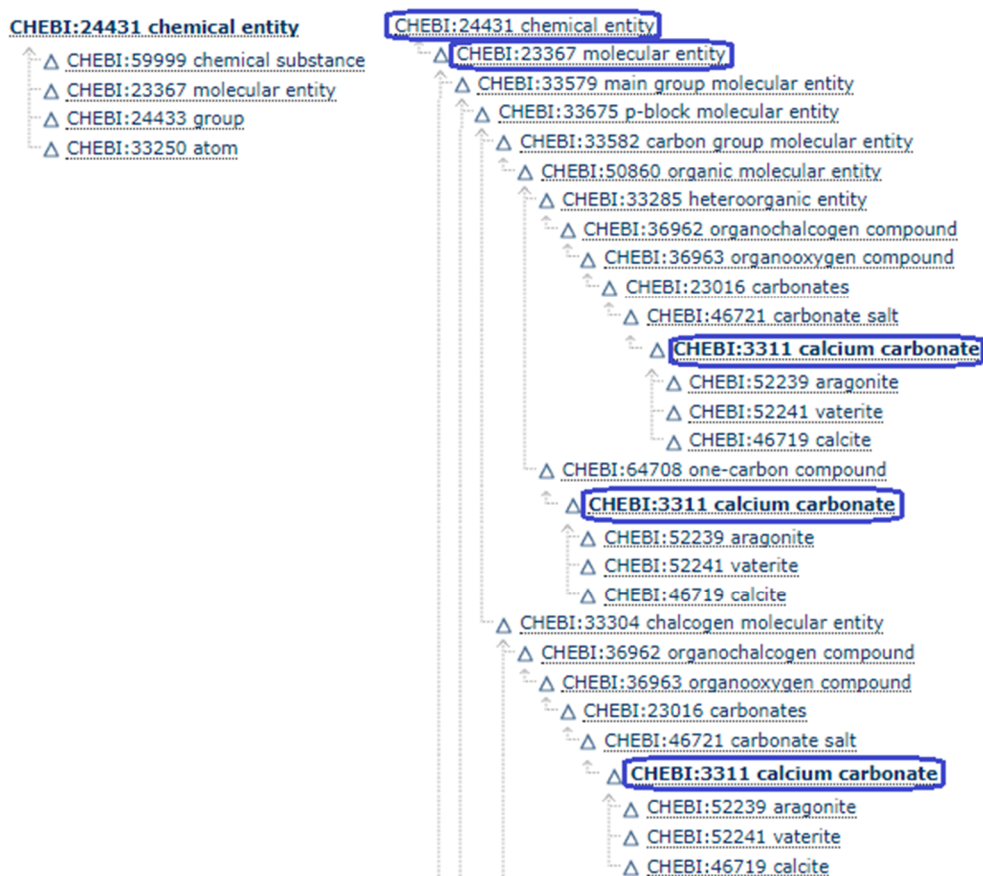 CHEBI:24431 chemical entity
CHEBI:59999 chemical substance
CHEBI:23367 molecular entity
CHEBI:24433 group
CHEBI:33250 atom
CHEBI:24431 chemical entity
CHEBI:23367 molecular entity
CHEBI:33579 main group molecular entity
CHEBI:33675 p-block molecular entity
CHEBI:33582 carbon group molecular entity
CHEBI:50860 organic molecular entity
CHEBI:33285 heteroorganic entity
CHEBI:36962 organochalcogen compound
CHEBI:36963 organooxygen compound
CHEBI:23016 carbonates
CHEBI:46721 carbonate salt
CHEBI:3311 calcium carbonate
CHEBI:52239 aragonite
CHEBI:52241 vaterite
CHEBI:46719 calcite
CHEBI:64708 one-carbon compound
CHEBI:3311 calcium carbonate
CHEBI:52239 aragonite
CHEBI:52241 vaterite
CHEBI:46719 calcite
CHEBI:33304 chalcogen molecular entity
CHEBI:36962 organochalcogen compound
CHEBI:36963 organooxygen compound
CHEBI:23016 carbonates
CHEBI:46721 carbonate salt
CHEBI:3311 calcium carbonate
CHEBI:52239 aragonite
CHEBI:52241 vaterite
CHEBI:46719 calcite